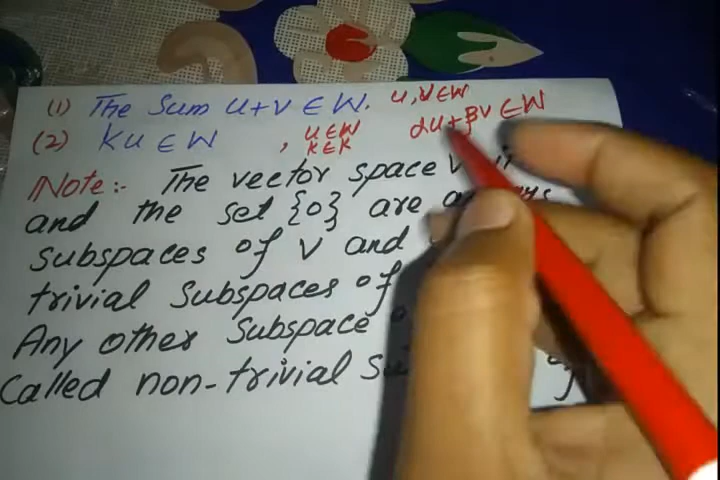 (1) The Sum u+v ∈ W. u,v∈W
(2) Ku ∈ W , u∈W K∈K αu+βv ∈W
Note:- The vector space V
and the set {0} are
subspaces of V and
trivial Subspaces of
Any other Subspace
Called non-trivial